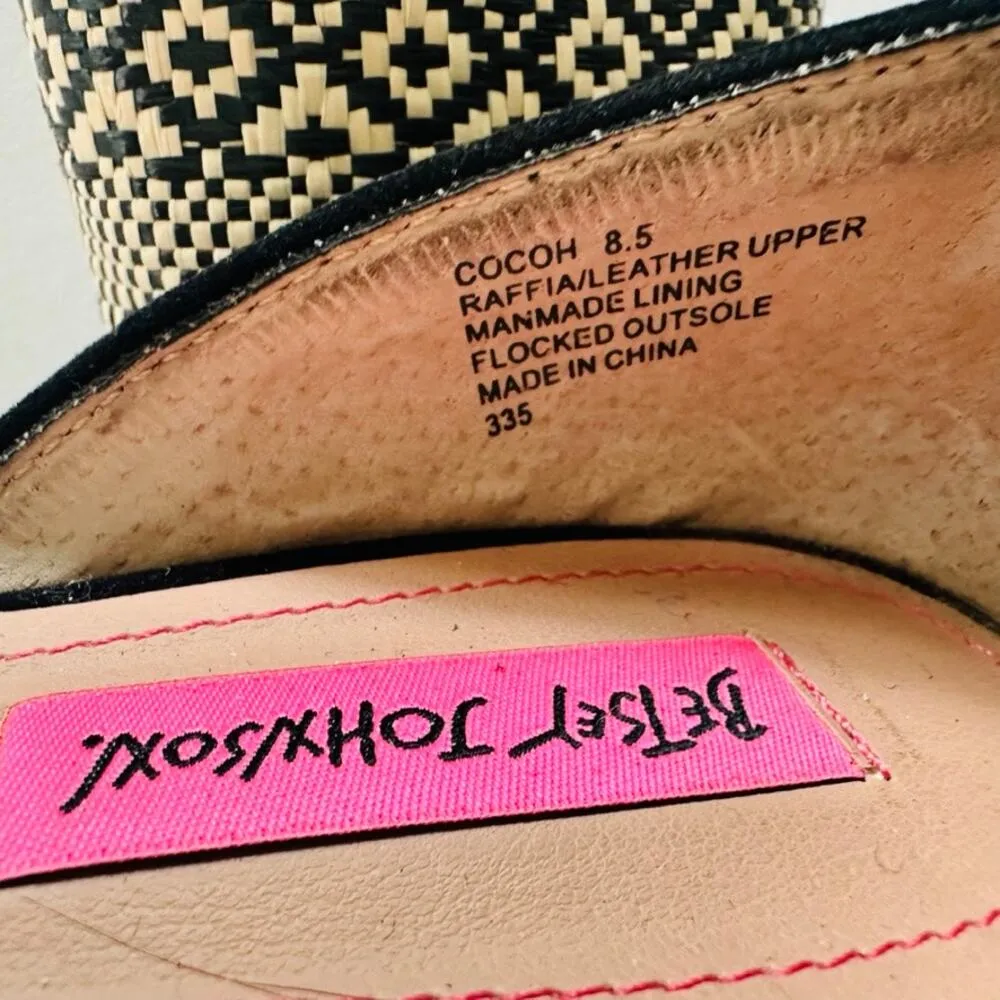 COCOH 8.5
RAFFIA/LEATHER UPPER
MANMADE LINING
FLOCKED OUTSOLE
MADE IN CHINA
335
BETSEY JOHNSON.